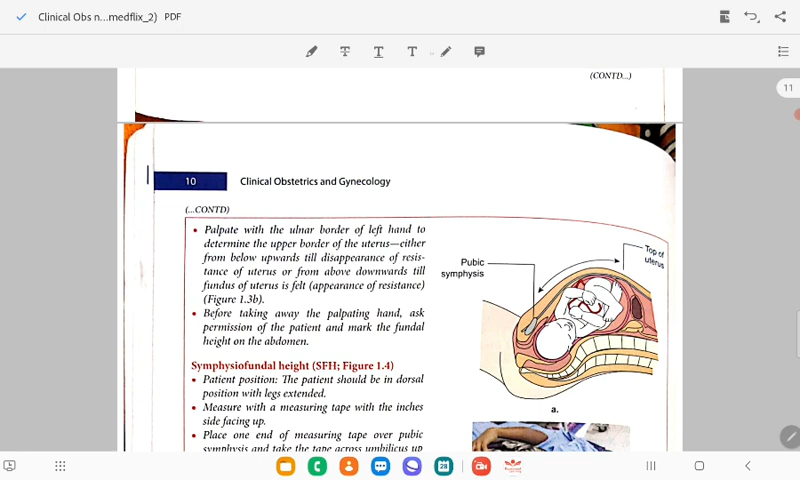 Clinical Obs n...medflix_2) PDF
(CONTD...)
11
10 Clinical Obstetrics and Gynecology
(...CONTD)
• Palpate with the ulnar border of left hand to
determine the upper border of the uterus—either
from below upwards till disappearance of resis-
tance of uterus or from above downwards till
fundus of uterus is felt (appearance of resistance)
(Figure 1.3b).
• Before taking away the palpating hand, ask
permission of the patient and mark the fundal
height on the abdomen.
Symphysiofundal height (SFH; Figure 1.4)
• Patient position: The patient should be in dorsal
position with legs extended.
• Measure with a measuring tape with the inches
side facing up.
• Place one end of measuring tape over pubic
symphysis and take the tape across umbilicus up
Pubic
symphysis
Top of
uterus
a.
28